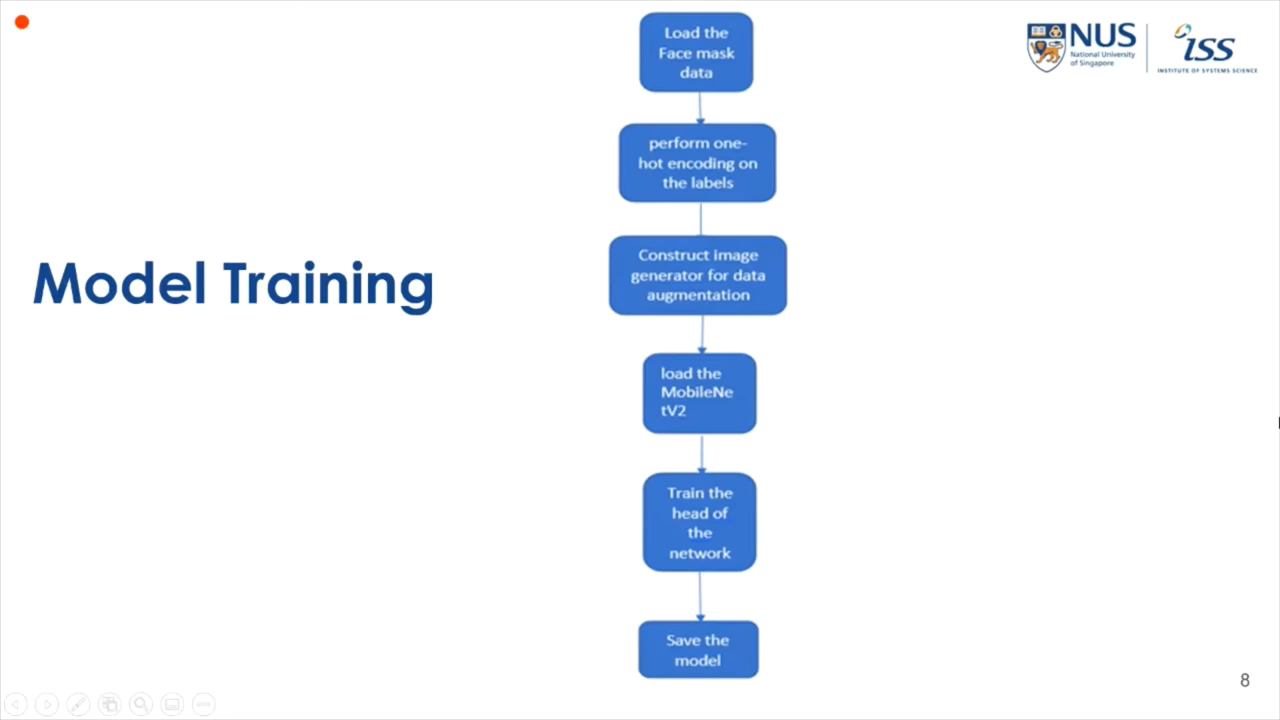 Model Training
Load the
Face mask
data
perform one-
hot encoding on
the labels
Construct image
generator for data
augmentation
load the
MobileNe
tV2
Train the
head of
the
network
Save the
model
NUS
National University
of Singapore
iSS
INSTITUTE OF SYSTEMS SCIENCE
8